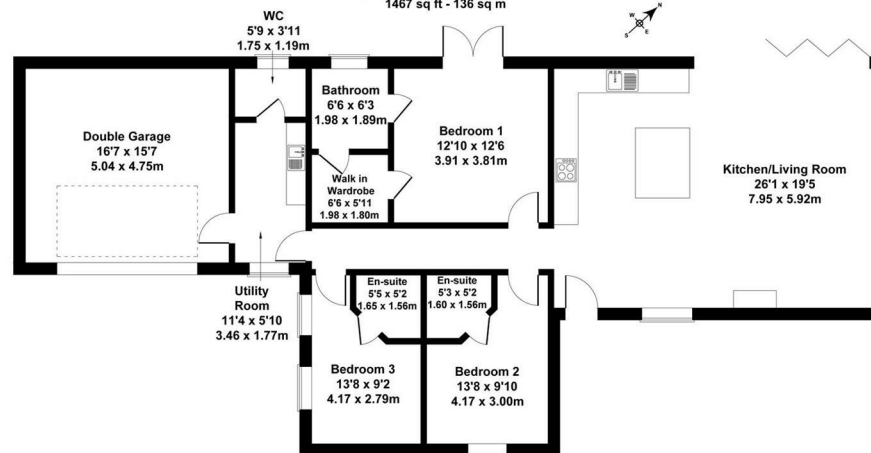 1467 sq ft - 136 sq m
N
W
E
S
WC
5'9 x 3'11
1.75 x 1.19m
Bathroom
6'6 x 6'3
1.98 x 1.89m
Double Garage
16'7 x 15'7
5.04 x 4.75m
Bedroom 1
12'10 x 12'6
3.91 x 3.81m
Kitchen/Living Room
26'1 x 19'5
7.95 x 5.92m
Walk in
Wardrobe
6'6 x 5'11
1.98 x 1.80m
Utility
Room
11'4 x 5'10
3.46 x 1.77m
En-suite
5'5 x 5'2
1.65 x 1.56m
En-suite
5'3 x 5'2
1.60 x 1.56m
Bedroom 3
13'8 x 9'2
4.17 x 2.79m
Bedroom 2
13'8 x 9'10
4.17 x 3.00m